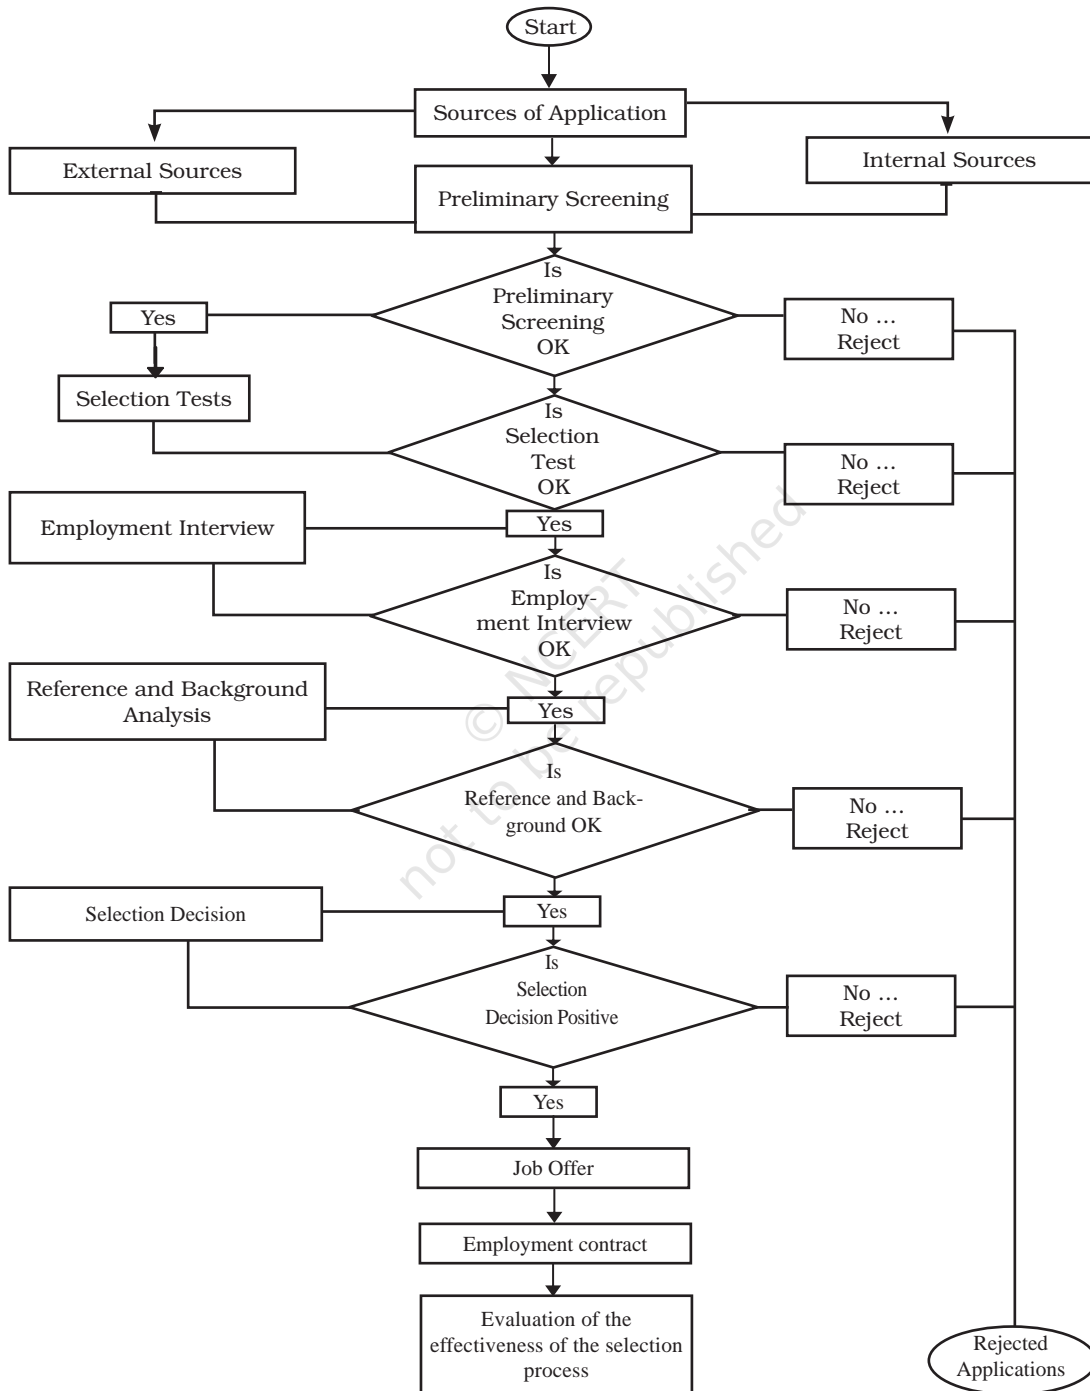 Start
Sources of Application
External Sources
Internal Sources
Preliminary Screening
Is
Preliminary
Screening
OK
Yes
No ...
Reject
Selection Tests
Is
Selection
Test
OK
No ...
Reject
Employment Interview
Yes
Is
Employ-
ment Interview
OK
No ...
Reject
Reference and Background
Analysis
Yes
Is
Reference and Back-
ground OK
No ...
Reject
Selection Decision
Yes
Is
Selection
Decision Positive
No ...
Reject
Yes
Job Offer
Employment contract
Evaluation of the
effectiveness of the selection
process
Rejected
Applications
© NCERT
not to be republished